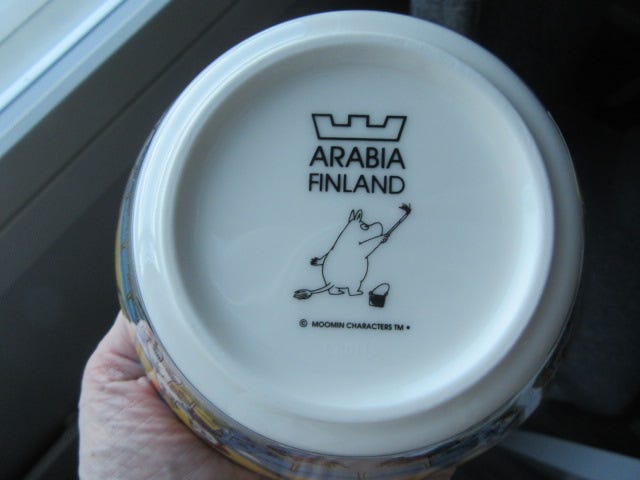 ARABIA
FINLAND
© MOOMIN CHARACTERS TM •